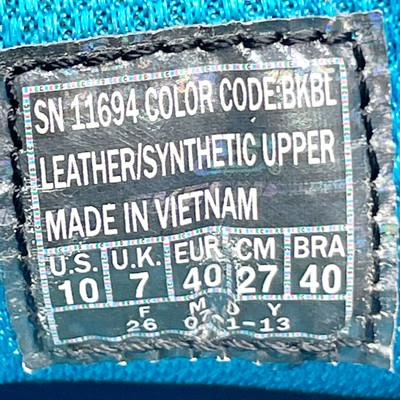 SN 11694 COLOR CODE:BKBL
LEATHER/SYNTHETIC UPPER
MADE IN VIETNAM
U.S. U.K. EUR CM BRA
10 7 40 27 40
F M U Y
26 1-13